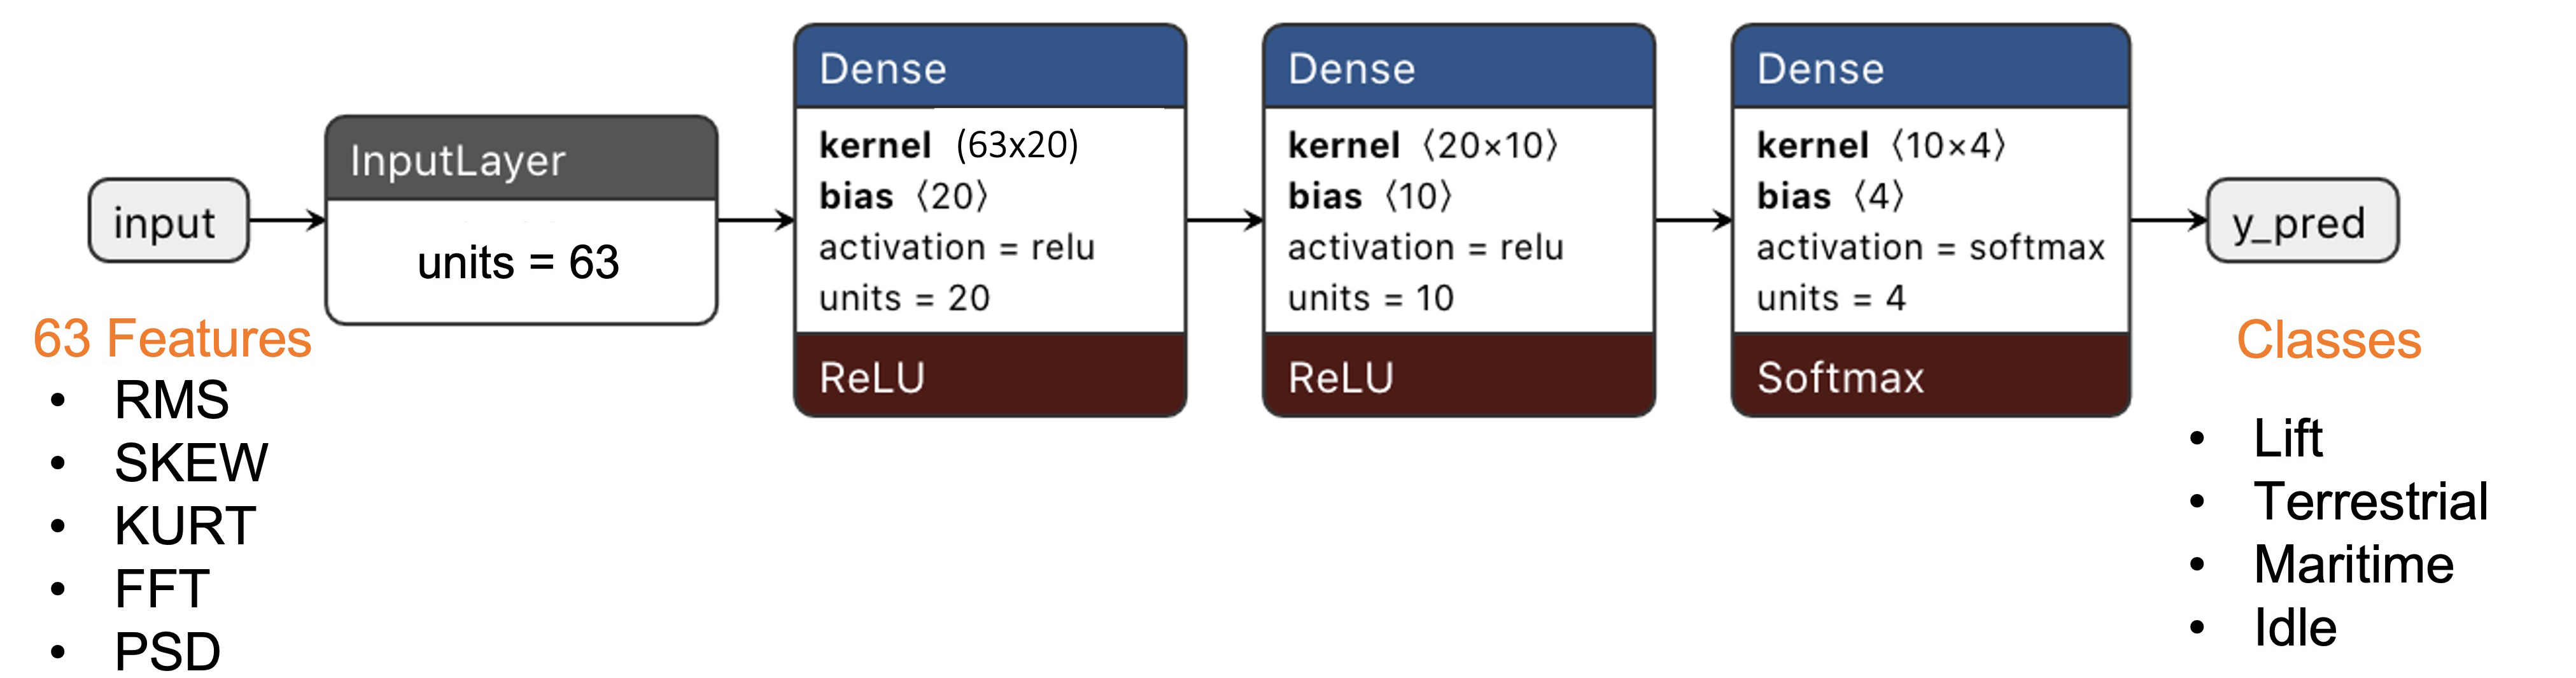 input
63 Features
• RMS
• SKEW
• KURT
• FFT
• PSD
InputLayer
units = 63
Dense
kernel (63x20)
bias ⟨20⟩
activation = relu
units = 20
ReLU
Dense
kernel ⟨20×10⟩
bias ⟨10⟩
activation = relu
units = 10
ReLU
Dense
kernel ⟨10×4⟩
bias ⟨4⟩
activation = softmax
units = 4
Softmax
y_pred
Classes
• Lift
• Terrestrial
• Maritime
• Idle